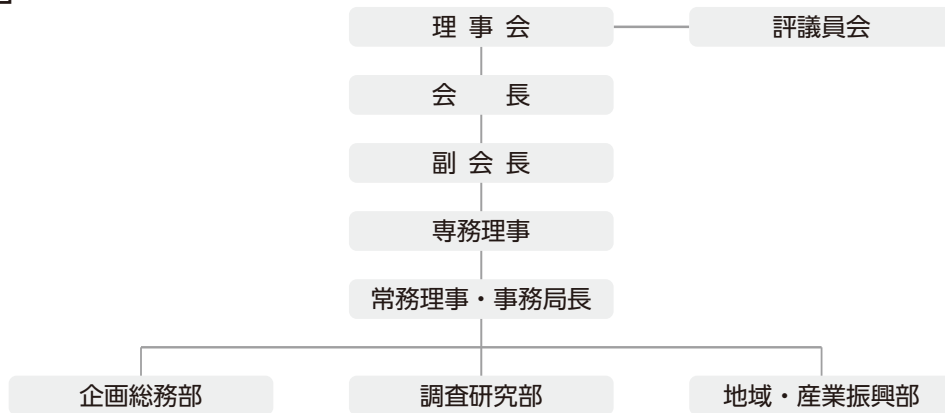 理事会
評議員会
会長
副会長
専務理事
常務理事・事務局長
企画総務部
調査研究部
地域・産業振興部